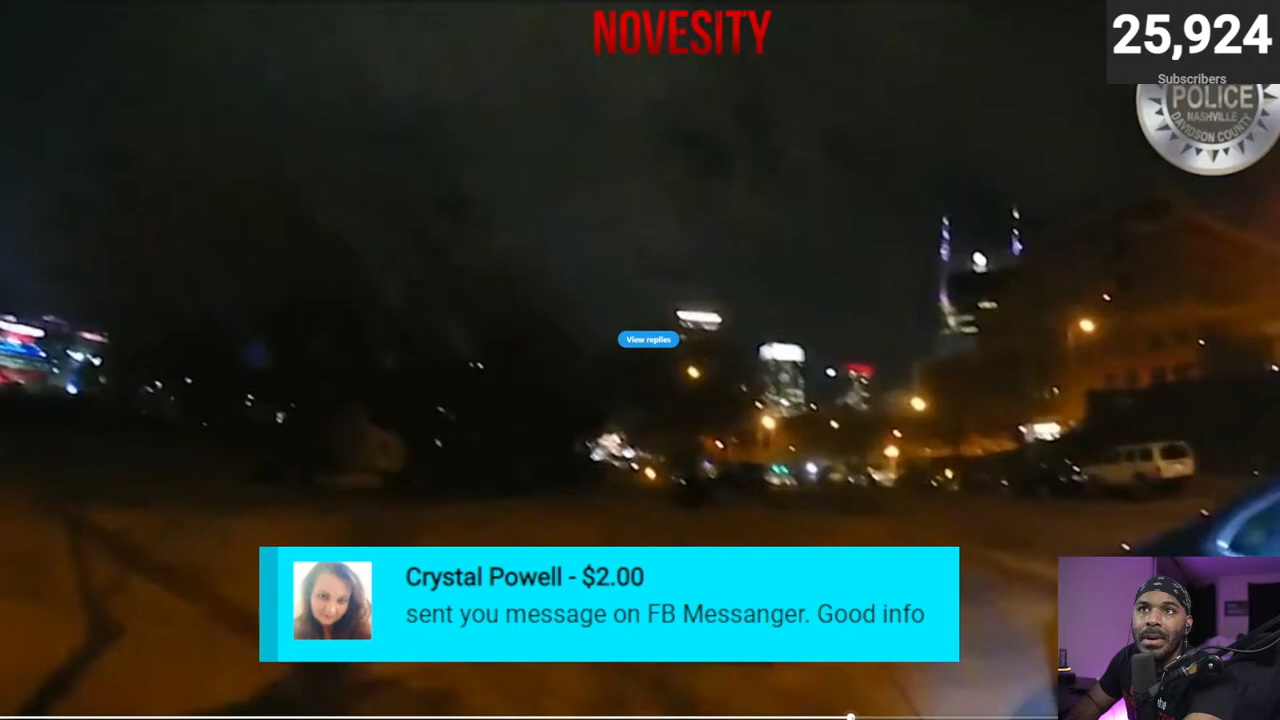 NOVESITY
25,924
Subscribers
POLICE
NASHVILLE
DAVIDSON COUNTY
View replies
Crystal Powell - $2.00
sent you message on FB Messanger. Good info